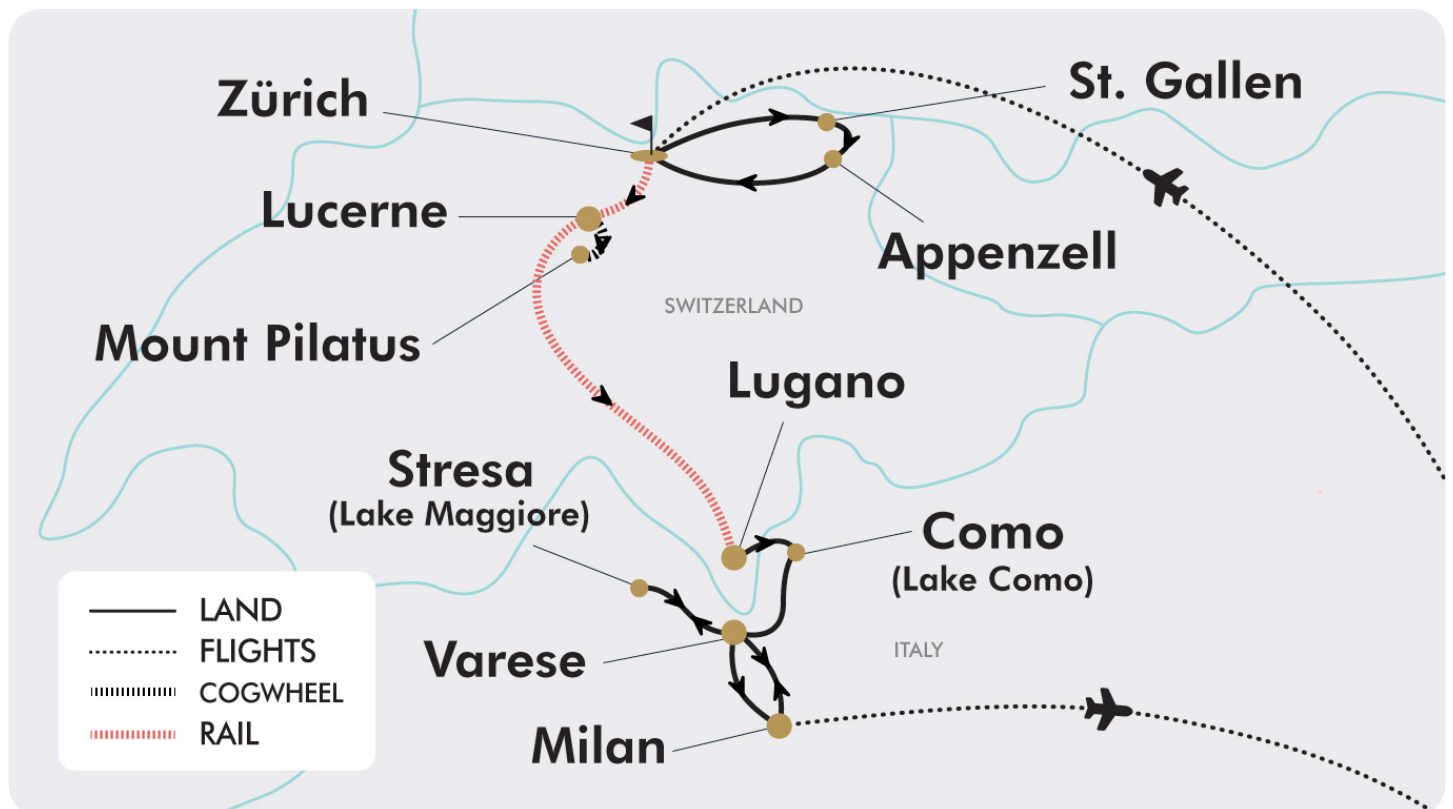 Zürich
St. Gallen
Lucerne
Appenzell
SWITZERLAND
Mount Pilatus
Lugano
Stresa
(Lake Maggiore)
Como
(Lake Como)
ITALY
Varese
Milan
LAND
FLIGHTS
COGWHEEL
RAIL